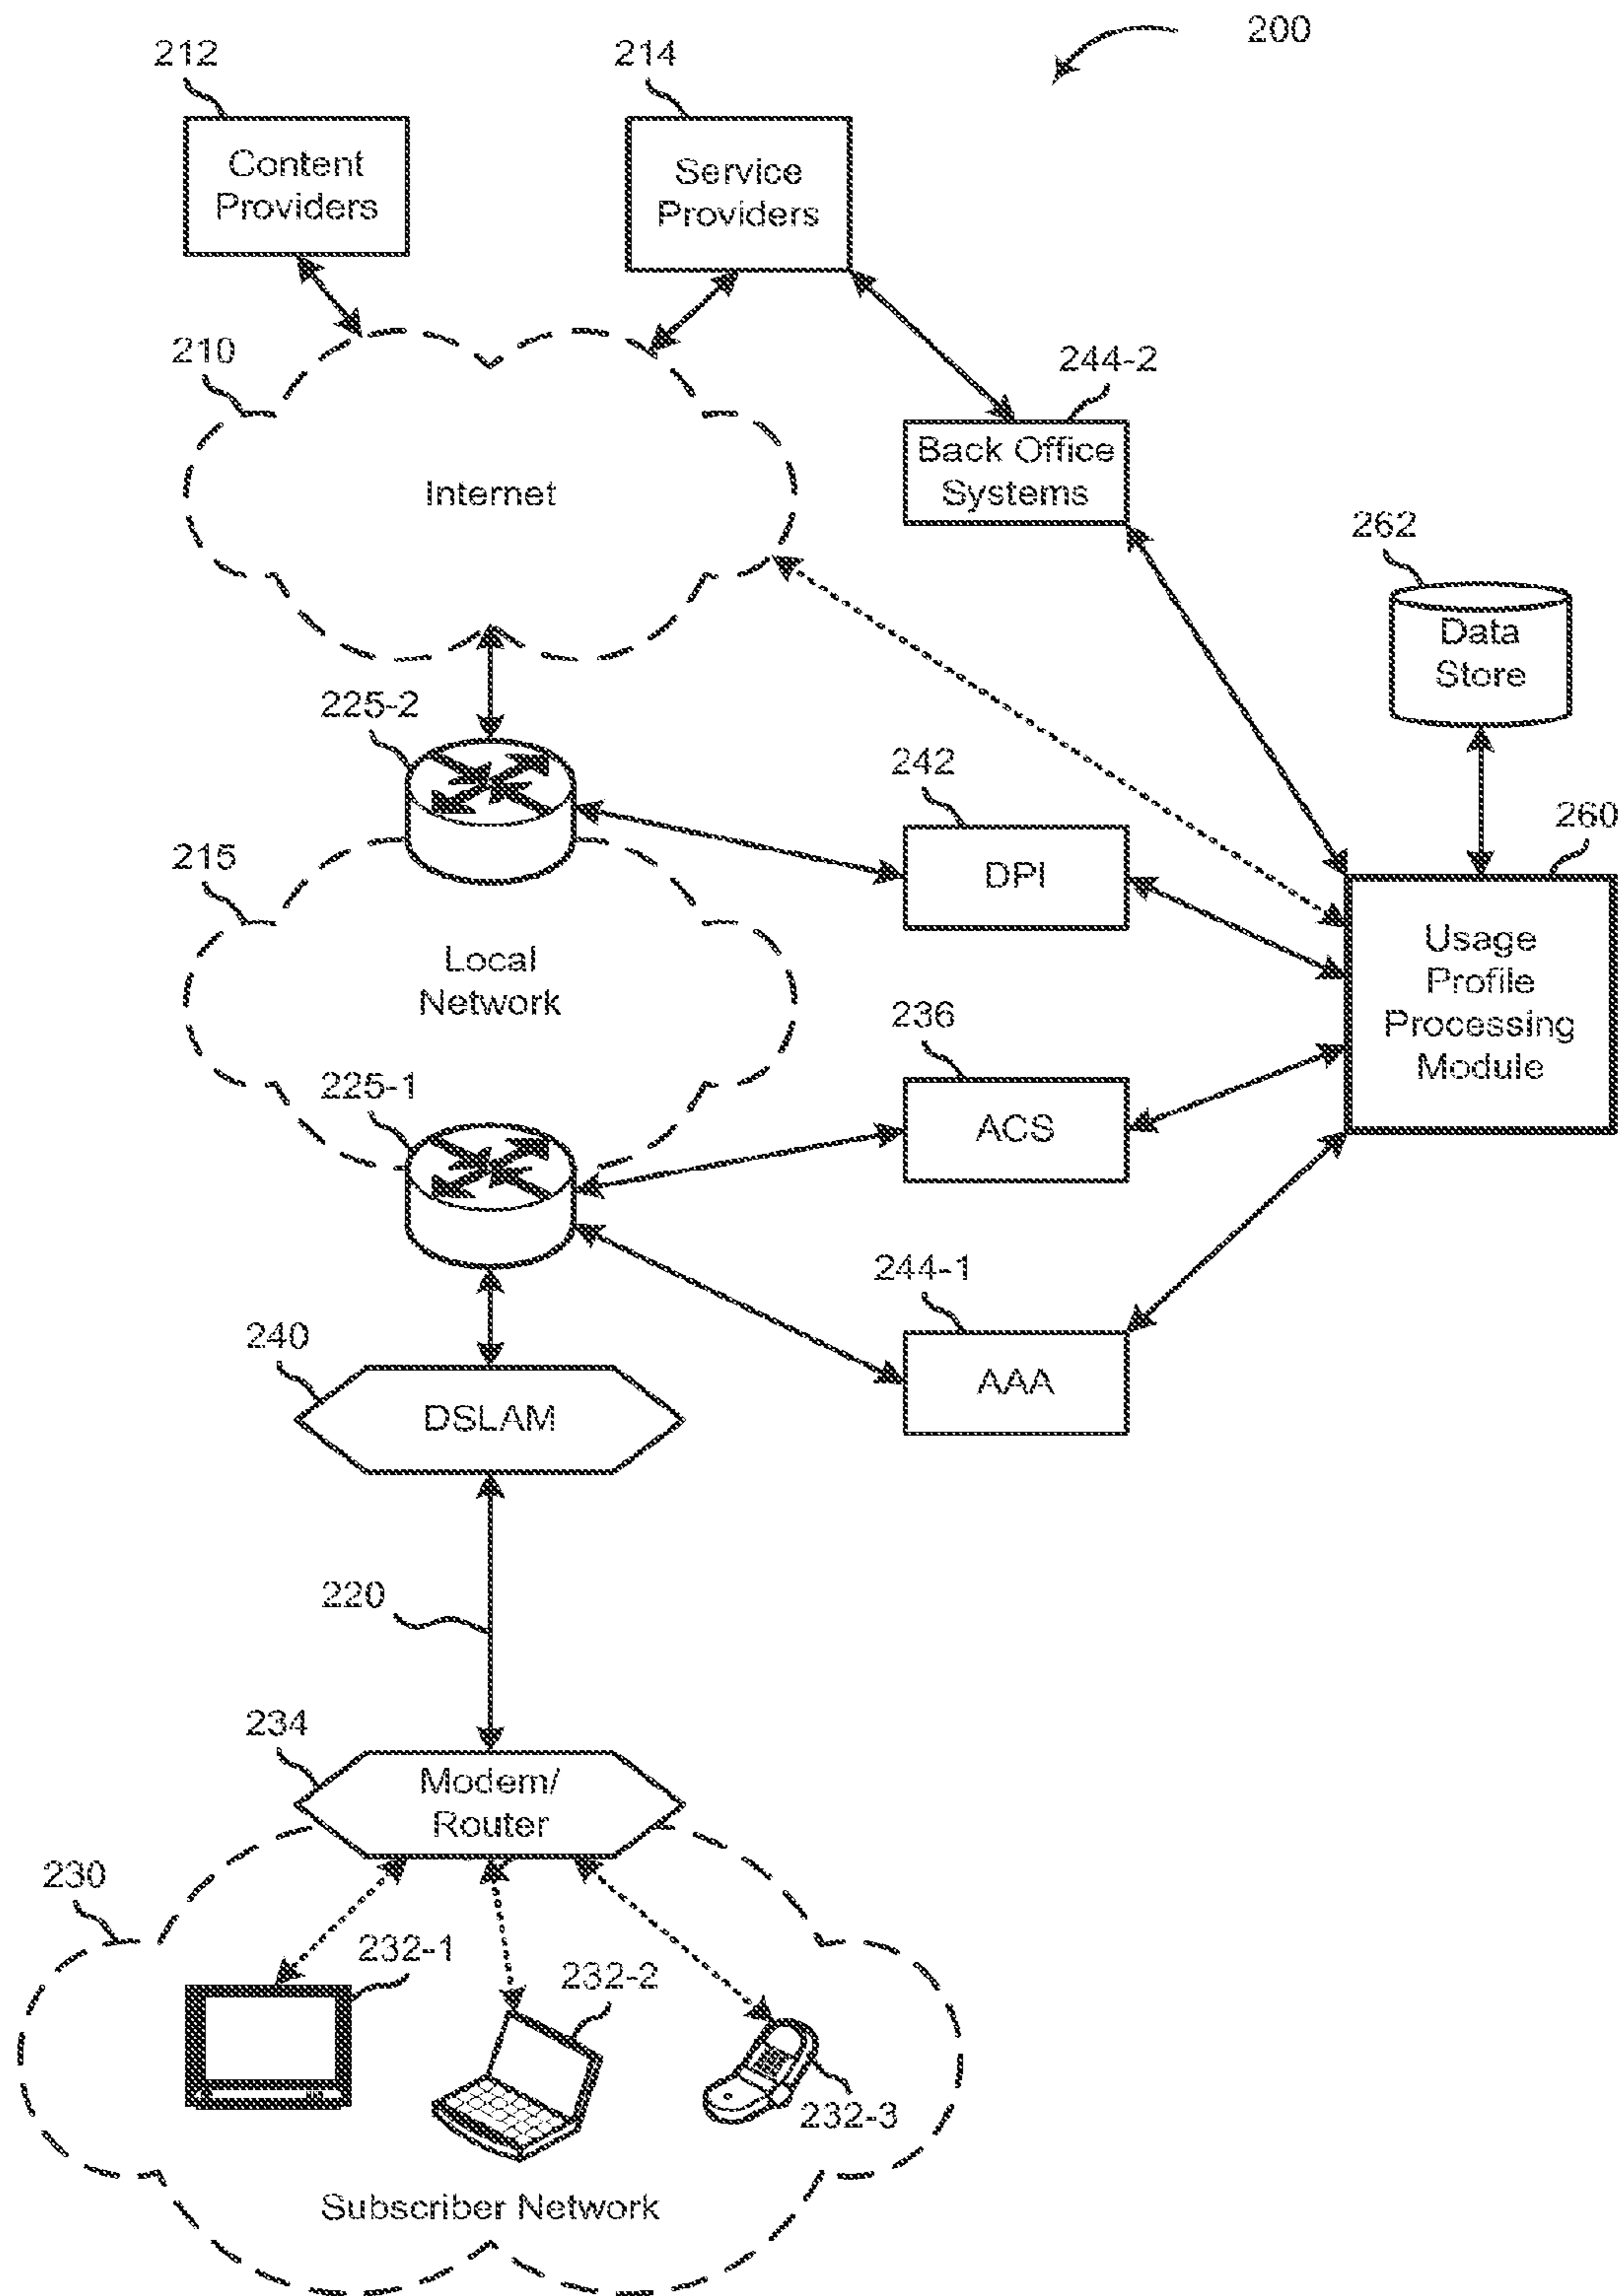 200
212
214
Content
Providers
Service
Providers
210
244-2
Back Office
Systems
Internet
262
Data
Store
225-2
242
260
215
DPI
Usage
Profile
Processing
Module
Local
Network
236
225-1
ACS
244-1
240
AAA
DSLAM
220
234
Modem/
Router
230
232-1
232-2
232-3
Subscriber Network